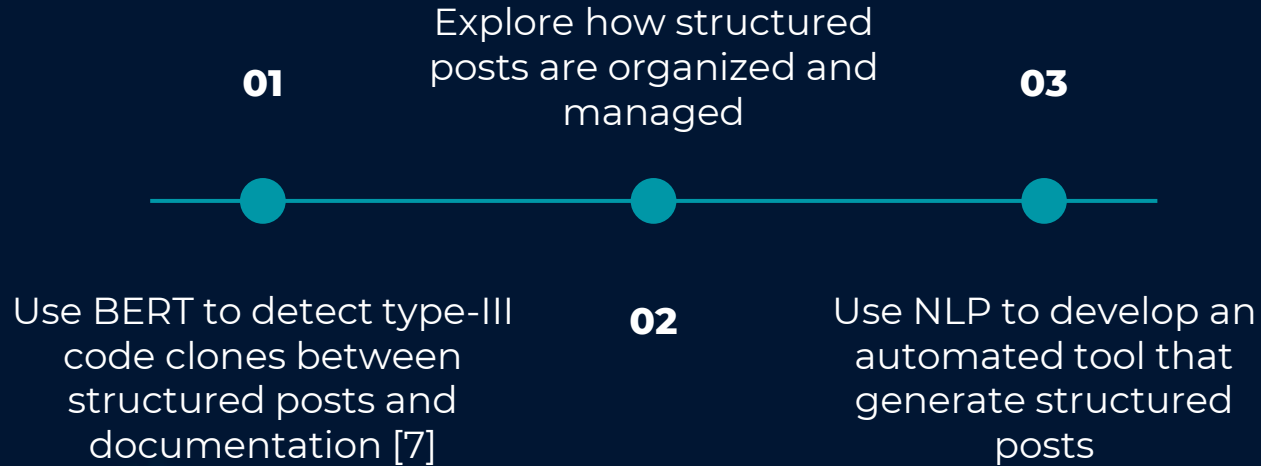 01
Use BERT to detect type-III
code clones between
structured posts and
documentation [7]
Explore how structured
posts are organized and
managed
02
03
Use NLP to develop an
automated tool that
generate structured
posts